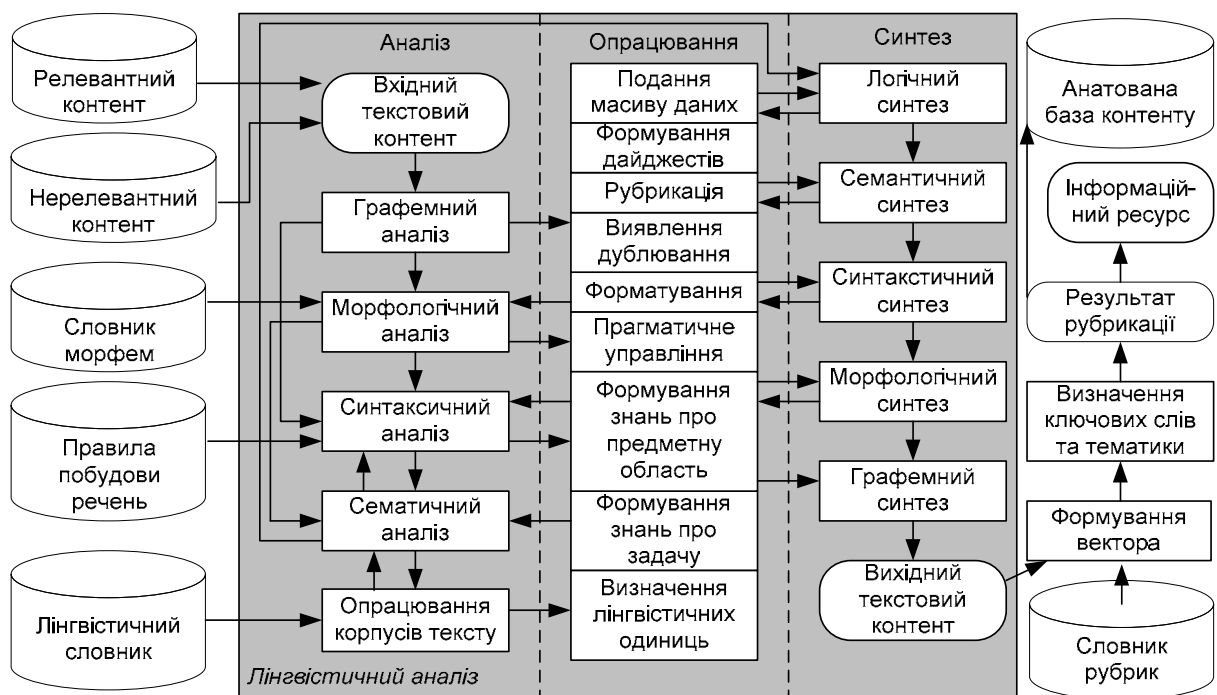 Релевантний
контент
Нерелевантний
контент
Словник
морфем
Правила
побудови
речень
Лінгвістичний
словник
Аналіз
Вхідний
текстовий
контент
Графемний
аналіз
Морфологічний
аналіз
Синтаксичний
аналіз
Сематичний
аналіз
Опрацювання
корпусів тексту
Лінгвістичний аналіз
Опрацювання
Подання
масиву даних
Формування
дайджестів
Рубрикація
Виявлення
дублювання
Форматування
Прагматичне
управління
Формування
знань про
предметну
область
Формування
знань про
задачу
Визначення
лінгвістичних
одиниць
Синтез
Логічний
синтез
Семантичний
синтез
Синтакстичний
синтез
Морфологічний
синтез
Графемний
синтез
Вихідний
текстовий
контент
Анатована
база контенту
Інформацій-
ний ресурс
Результат
рубрикації
Визначення
ключових слів
та тематики
Формування
вектора
Словник
рубрик